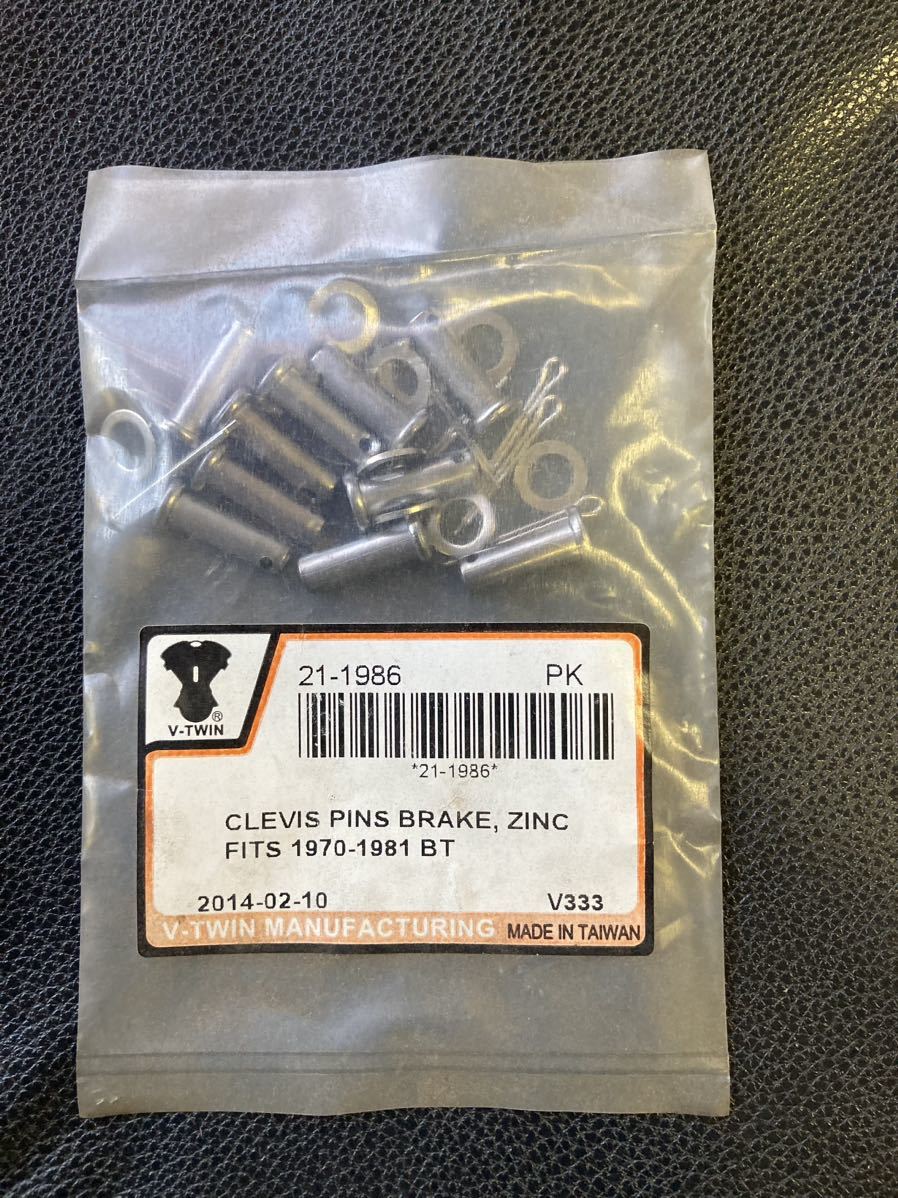 21-1986 PK
*21-1986*
® 
V-TWIN
CLEVIS PINS BRAKE, ZINC
FITS 1970-1981 BT
2014-02-10 V333
V-TWIN MANUFACTURING MADE IN TAIWAN